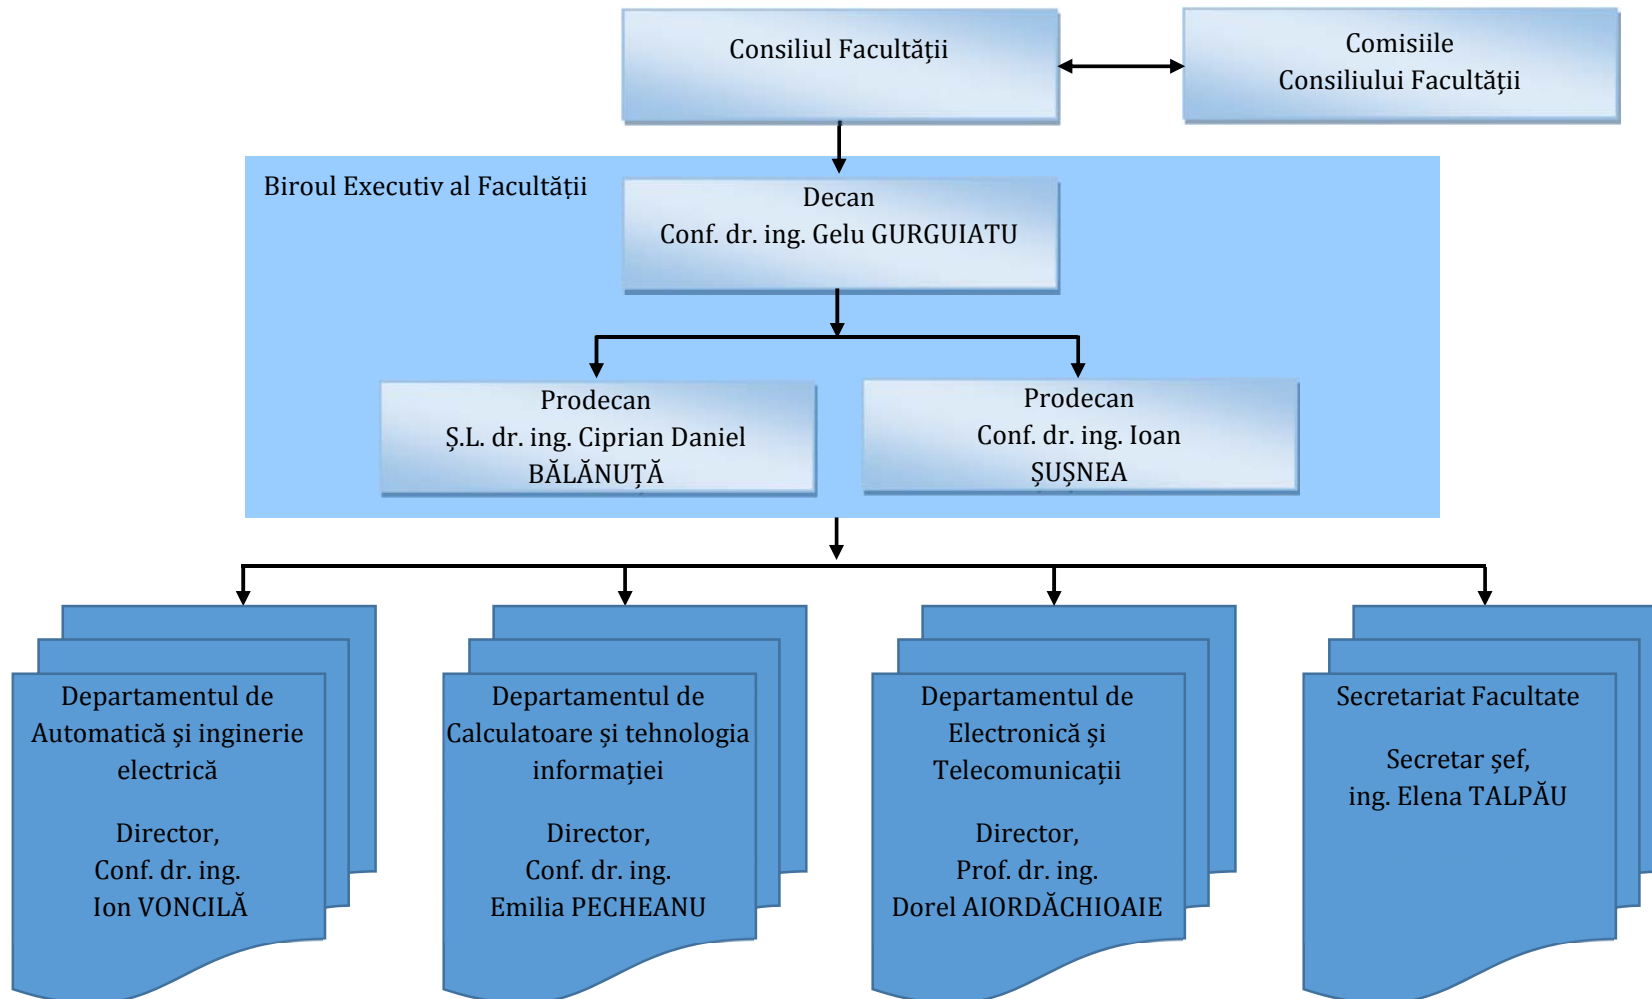 Consiliul Facultății
Comisiile
Consiliului Facultății
Biroul Executiv al Facultății
Decan
Conf. dr. ing. Gelu GURGUIATU
Prodecan
Ș.L. dr. ing. Ciprian Daniel
BĂLĂNUȚĂ
Prodecan
Conf. dr. ing. Ioan
ȘUȘNEA
Departamentul de
Automatică și inginerie
electrică
Director,
Conf. dr. ing.
Ion VONCILĂ
Departamentul de
Calculatoare și tehnologia
informației
Director,
Conf. dr. ing.
Emilia PECHEANU
Departamentul de
Electronică și
Telecomunicații
Director,
Prof. dr. ing.
Dorel AIORDĂCHIOAIE
Secretariat Facultate
Secretar șef,
ing. Elena TALPĂU